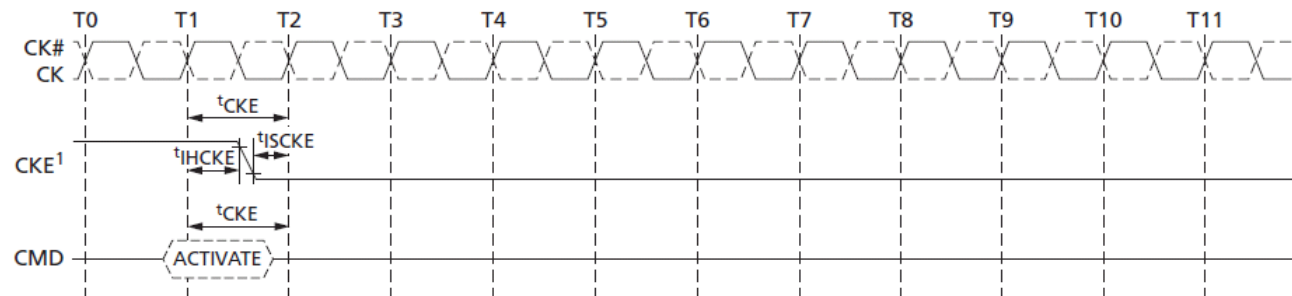 T0 T1 T2 T3 T4 T5 T6 T7 T8 T9 T10 T11
CK#
CK
tCKE
tISCKE
CKE1
tIHCKE
tCKE
CMD
ACTIVATE